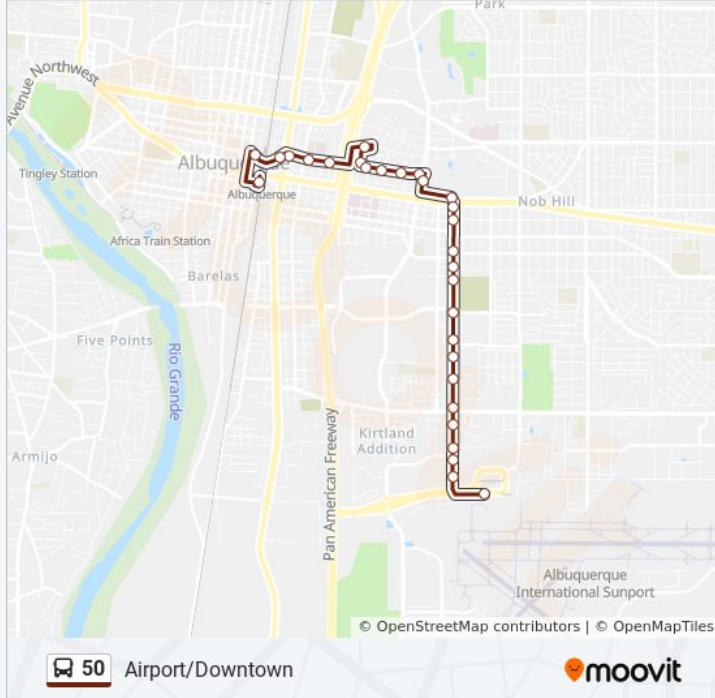 Park
Avenue Northwest
Albuquerque
Tingley Station
Albuquerque
Nob Hill
Africa Train Station
Barelas
Five Points
Rio Grande
Kirtland
Addition
Armijo
Pan American Freeway
Albuquerque
International Sunport
© OpenStreetMap contributors | © OpenMapTiles
50 Airport/Downtown
moovit